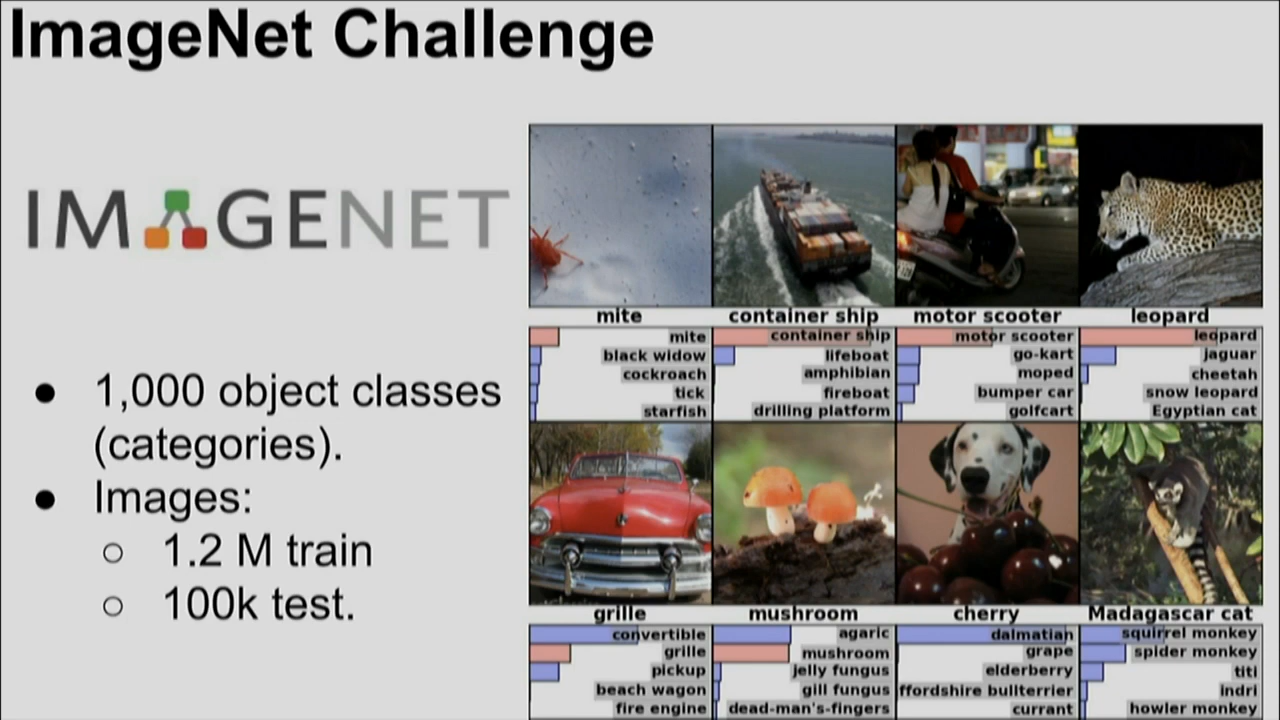 ImageNet Challenge
IMAGENET
1,000 object classes
(categories).
Images:
1.2 M train
100k test.
mite
container ship
motor scooter
leopard
mite
black widow
cockroach
tick
starfish
container ship
lifeboat
amphibian
fireboat
drilling platform
motor scooter
go-kart
moped
bumper car
golfcart
leopard
jaguar
cheetah
snow leopard
Egyptian cat
grille
mushroom
cherry
Madagascar cat
convertible
grille
pickup
beach wagon
fire engine
agaric
mushroom
jelly fungus
gill fungus
dead-man's-fingers
dalmatian
grape
elderberry
ffordshire bullterrier
currant
squirrel monkey
spider monkey
titi
indri
howler monkey